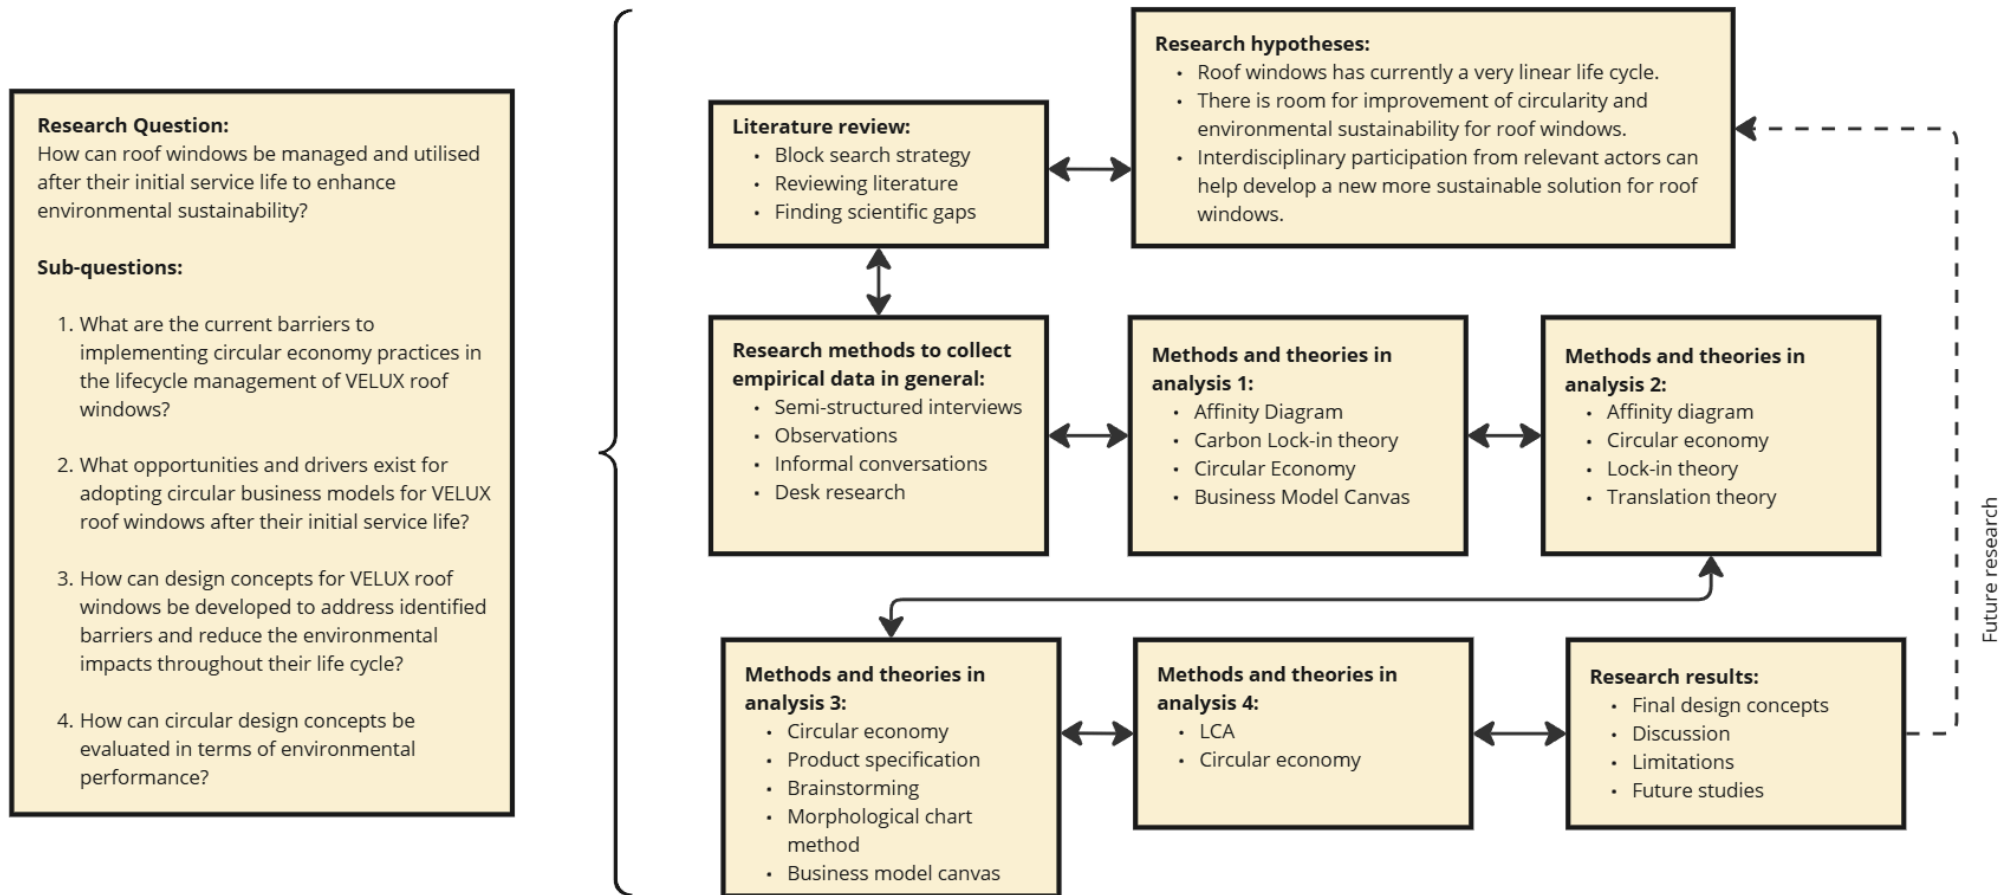 Research Question:
How can roof windows be managed and utilised
after their initial service life to enhance
environmental sustainability?
Sub-questions:
1. What are the current barriers to
implementing circular economy practices in
the lifecycle management of VELUX roof
windows?
2. What opportunities and drivers exist for
adopting circular business models for VELUX
roof windows after their initial service life?
3. How can design concepts for VELUX roof
windows be developed to address identified
barriers and reduce the environmental
impacts throughout their life cycle?
4. How can circular design concepts be
evaluated in terms of environmental
performance?
Literature review:
• Block search strategy
• Reviewing literature
• Finding scientific gaps
Research hypotheses:
• Roof windows has currently a very linear life cycle.
• There is room for improvement of circularity and
environmental sustainability for roof windows.
• Interdisciplinary participation from relevant actors can
help develop a new more sustainable solution for roof
windows.
Research methods to collect
empirical data in general:
• Semi-structured interviews
• Observations
• Informal conversations
• Desk research
Methods and theories in
analysis 1:
• Affinity Diagram
• Carbon Lock-in theory
• Circular Economy
• Business Model Canvas
Methods and theories in
analysis 2:
• Affinity diagram
• Circular economy
• Lock-in theory
• Translation theory
Methods and theories in
analysis 3:
• Circular economy
• Product specification
• Brainstorming
• Morphological chart
method
• Business model canvas
Methods and theories in
analysis 4:
• LCA
• Circular economy
Research results:
• Final design concepts
• Discussion
• Limitations
• Future studies
Future research